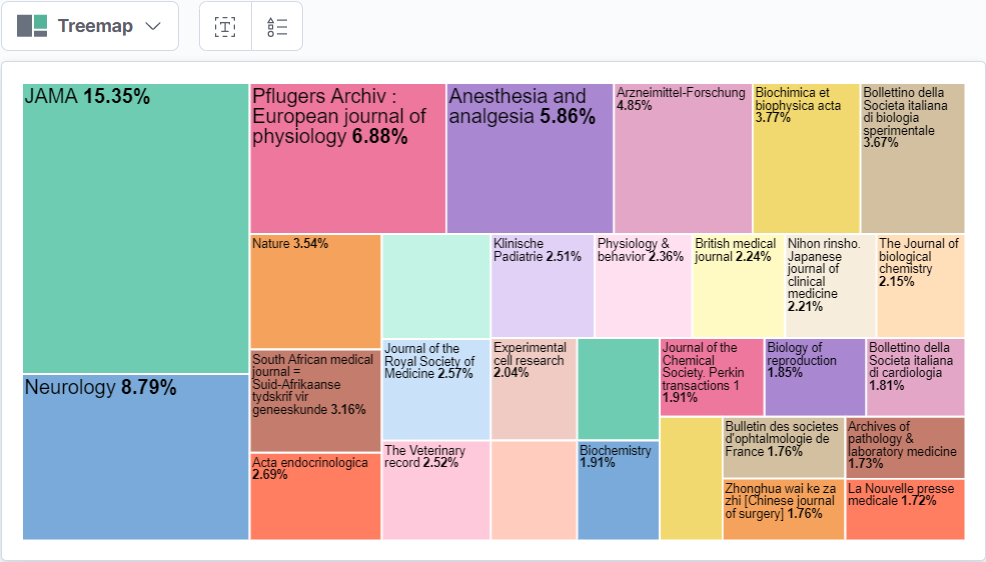 Treemap
T
JAMA 15.35%
Neurology 8.79%
Pflugers Archiv :
European journal of
physiology 6.88%
Anesthesia and
analgesia 5.86%
Arzneimittel-Forschung
4.85%
Biochimica et
biophysica acta
3.77%
Bollettino della
Societa italiana
di biologia
sperimentale
3.67%
Nature 3.54%
South African medical
journal =
Suid-Afrikaanse
tydskrif vir
geneeskunde 3.16%
Acta endocrinologica
2.69%
Klinische
Padiatrie 2.51%
Physiology &
behavior 2.36%
British medical
journal 2.24%
Nihon rinsho.
Japanese
journal of
clinical
medicine
2.21%
The Journal of
biological
chemistry
2.15%
Journal of the
Royal Society of
Medicine 2.57%
The Veterinary
record 2.52%
Experimental
cell research
2.04%
Biochemistry
1.91%
Journal of the
Chemical
Society. Perkin
transactions 1
1.91%
Biology of
reproduction
1.85%
Bollettino della
Societa italiana
di cardiologia
1.81%
Bulletin des societes
d'ophtalmologie de
France 1.76%
Archives of
pathology &
laboratory medicine
1.73%
Zhonghua wai ke za
zhi [Chinese journal
of surgery] 1.76%
La Nouvelle presse
medicale 1.72%